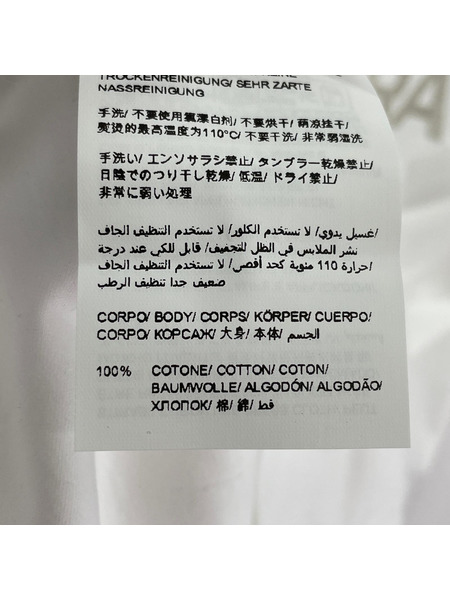 TROCKENREINIGUNG/ SEHR ZARTE
NASSREINIGUNG
手洗/ 不要使用氯漂白剂/ 不要烘干/ 荫凉挂干/
熨烫的最高温度为110°C/ 不要干洗/ 非常弱湿洗
手洗い/ エンソサラシ禁止/ タンブラー乾燥禁止/
日陰でのつり干し乾燥/ 低温/ ドライ禁止/
非常に弱い処理
غسيل يدوي/ لا تستخدم الكلور/ لا تستخدم التنظيف الجاف/
نشر الملابس في الظل للتجفيف/ قابل للكي عند درجة
حرارة 110 مئوية كحد أقصى/ لا تستخدم التنظيف الجاف/
ضعيف جدا تنظيف الرطب
CORPO/ BODY/ CORPS/ KÖRPER/ CUERPO/
CORPO/ КОРСАЖ/ 大身/ 本体/ الجسم
100% COTONE/ COTTON/ COTON/
BAUMWOLLE/ ALGODÓN/ ALGODÃO/
ХЛОПОК/ 棉/ 綿/ قط